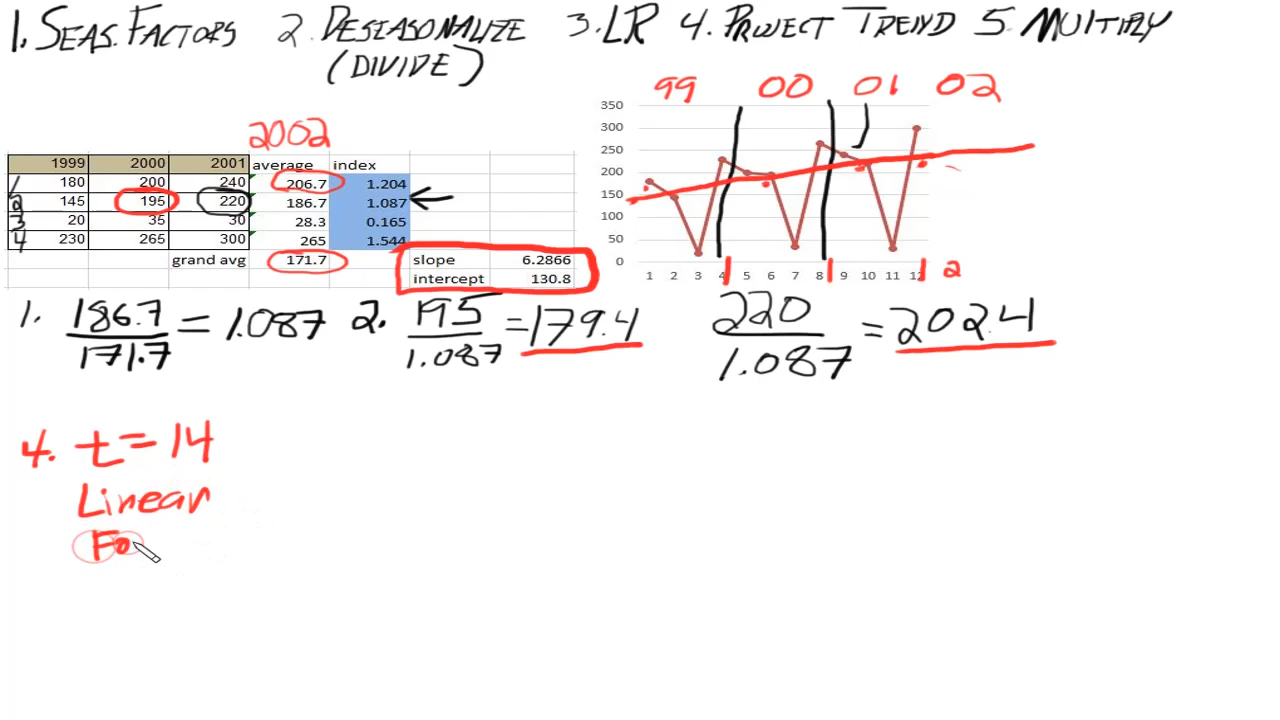 1. SEAS. FACTORS 2. DESIASONALIZE 3. LR 4. PROJECT TREND 5. MULTIPLY
(DIVIDE)
99 00 01 02
2002
1999 2000 2001 average index
1 180 200 240 206.7 1.204
2 145 195 220 186.7 1.087
3 20 35 30 28.3 0.165
4 230 265 300 265 1.544
grand avg 171.7 slope 6.2866
intercept 130.8
350
300
250
200
150
100
50
0
1 2 3 4 5 6 7 8 9 10 11 12 2
1. 186.7 / 171.7 = 1.087 2. 195 / 1.087 = 179.4 220 / 1.087 = 202.4
4. t = 14
Linear
Fo